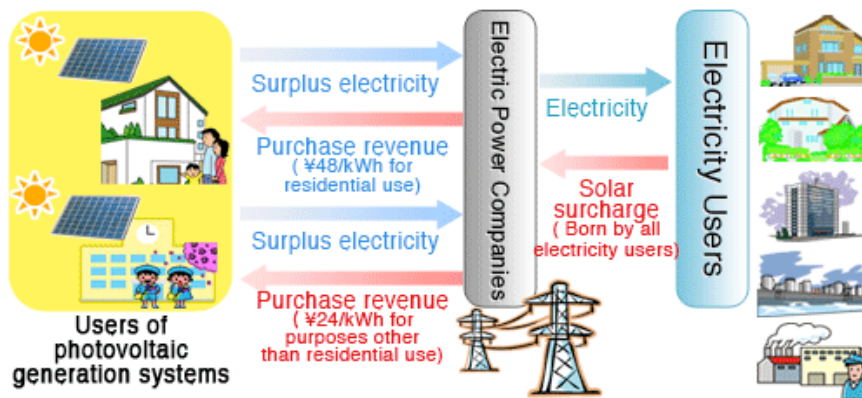 Surplus electricity
Purchase revenue
( ¥48/kWh for
residential use)
Surplus electricity
Purchase revenue
( ¥24/kWh for
purposes other
than residential use)
Users of
photovoltaic
generation systems
Electric Power Companies
Electricity
Solar
surcharge
( Born by all
electricity users)
Electricity Users